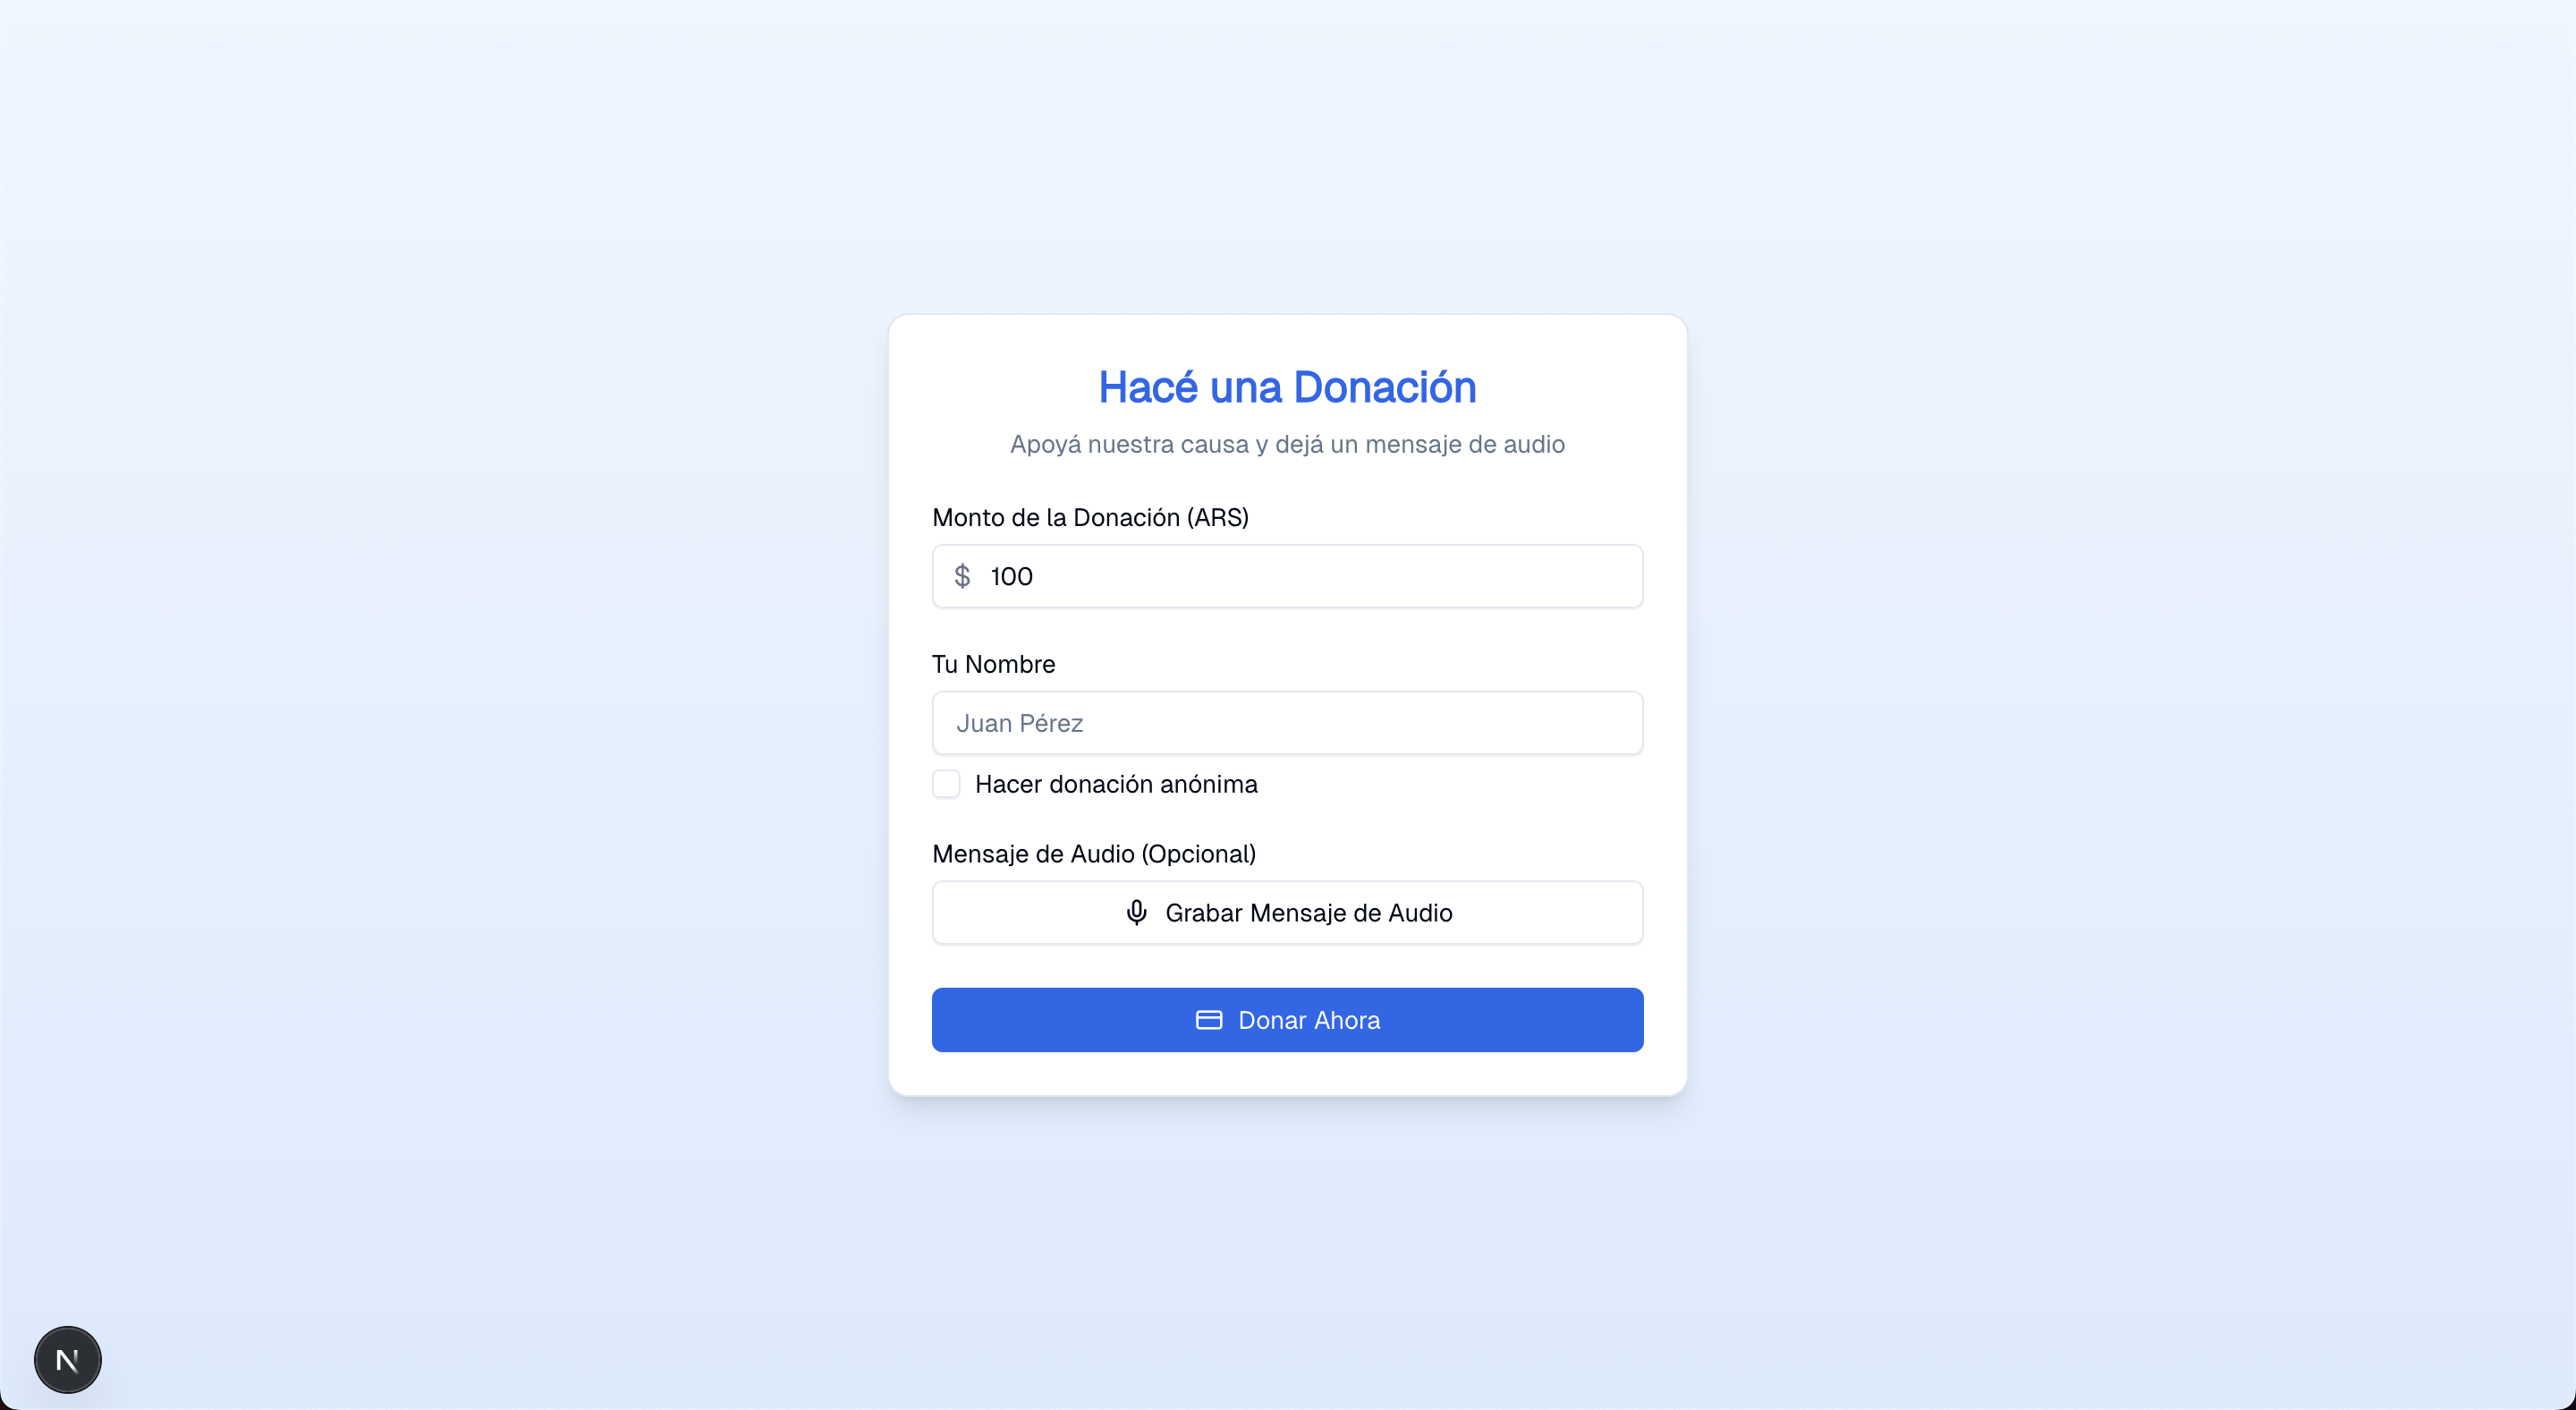 Hacé una Donación
Apoyá nuestra causa y dejá un mensaje de audio
Monto de la Donación (ARS)
$ 100
Tu Nombre
Juan Pérez
Hacer donación anónima
Mensaje de Audio (Opcional)
Grabar Mensaje de Audio
Donar Ahora
N